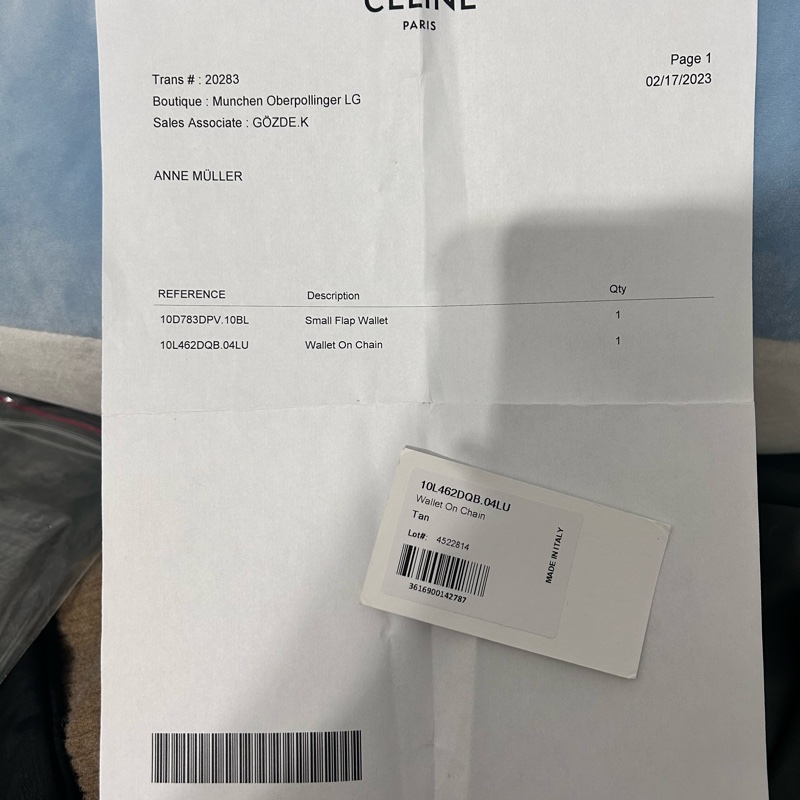 CELINE
PARIS
Page 1
02/17/2023
Trans # : 20283
Boutique : Munchen Oberpollinger LG
Sales Associate : GÖZDE.K
ANNE MÜLLER
REFERENCE Description Qty
10D783DPV.10BL Small Flap Wallet 1
10L462DQB.04LU Wallet On Chain 1
10L462DQB.04LU
Wallet On Chain
Tan
Lot#: 4522814
3616900142787
MADE IN ITALY